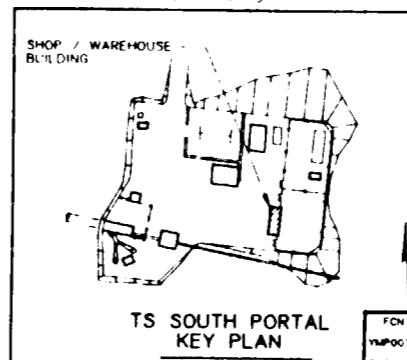 SHOP / WAREHOUSE
BUILDING
TS SOUTH PORTAL
KEY PLAN
FCN